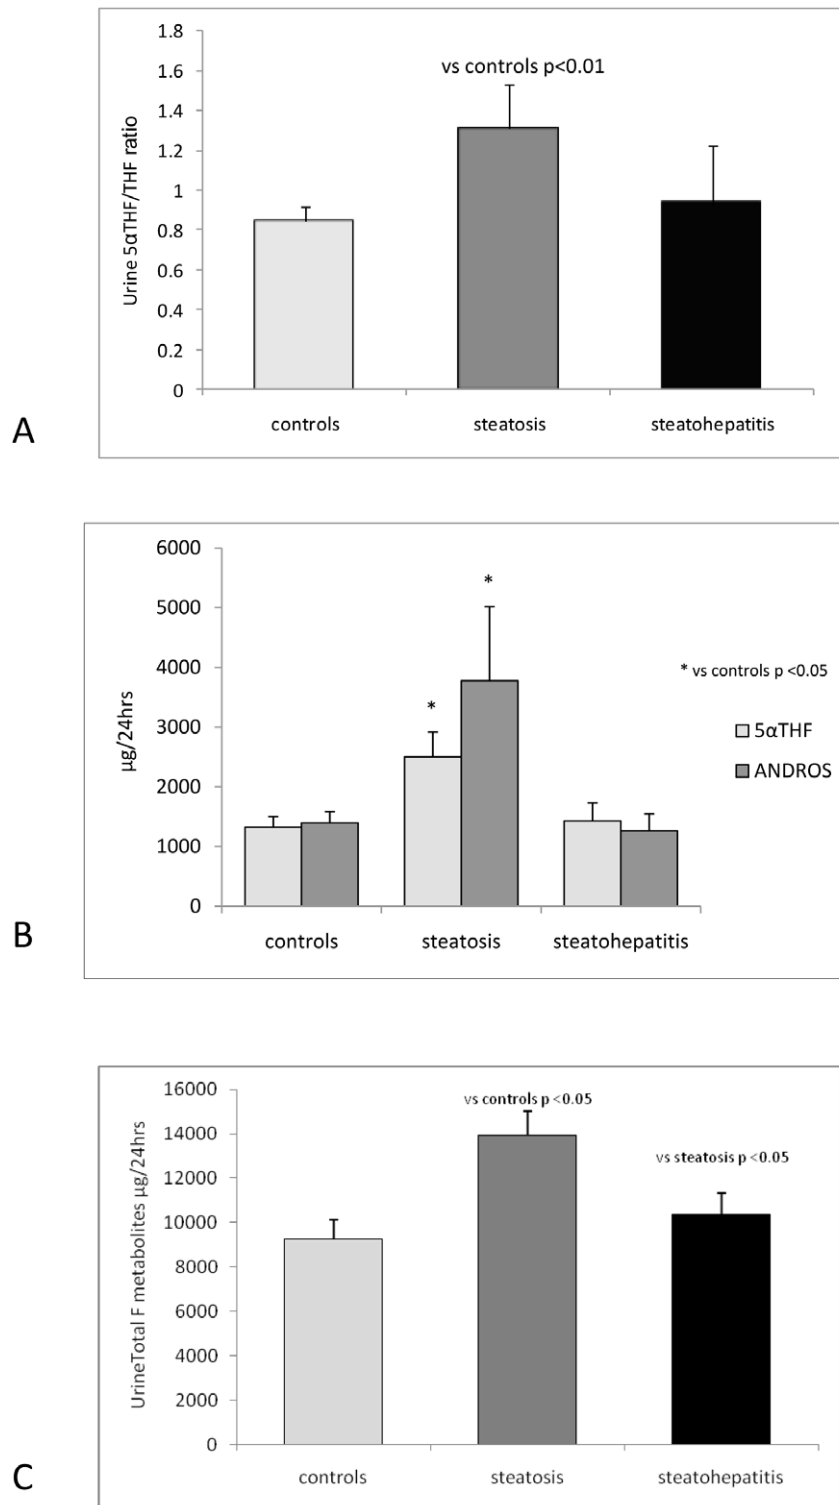 1.8
1.6
1.4
1.2
1
0.8
0.6
0.4
0.2
0
Urine 5αTHF/THF ratio
vs controls p<0.01
controls steatosis steatohepatitis
A
6000
5000
4000
3000
2000
1000
0
µg/24hrs
*
*
* vs controls p <0.05
5αTHF
ANDROS
controls steatosis steatohepatitis
B
16000
14000
12000
10000
8000
6000
4000
2000
0
UrineTotal F metabolites µg/24hrs
vs controls p <0.05
vs steatosis p <0.05
controls steatosis steatohepatitis
C